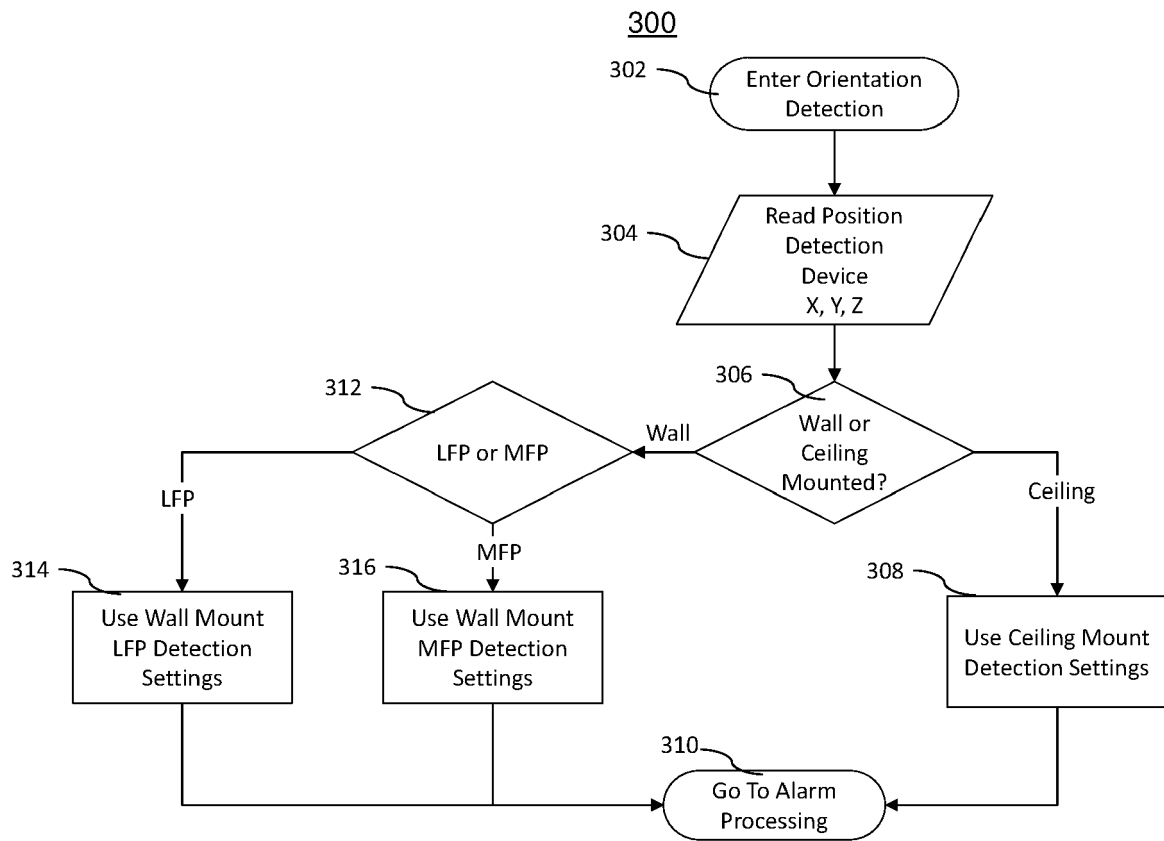 300
302
Enter Orientation
Detection
304
Read Position
Detection
Device
X, Y, Z
306
Wall or
Ceiling
Mounted?
Wall
Ceiling
312
LFP or MFP
LFP
MFP
314
Use Wall Mount
LFP Detection
Settings
316
Use Wall Mount
MFP Detection
Settings
308
Use Ceiling Mount
Detection Settings
310
Go To Alarm
Processing